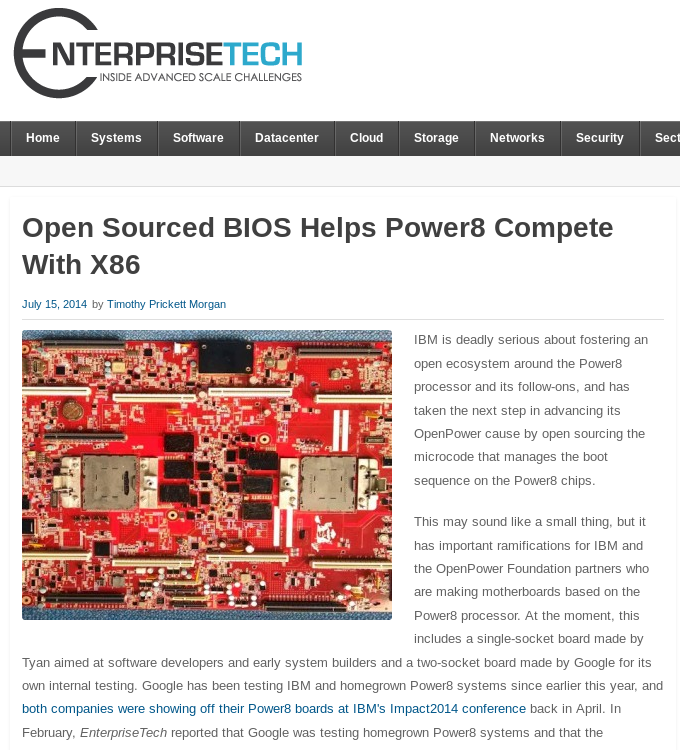 ENTERPRISETECH
INSIDE ADVANCED SCALE CHALLENGES
Home Systems Software Datacenter Cloud Storage Networks Security Sect
Open Sourced BIOS Helps Power8 Compete
With X86
July 15, 2014 by Timothy Prickett Morgan
IBM is deadly serious about fostering an
open ecosystem around the Power8
processor and its follow-ons, and has
taken the next step in advancing its
OpenPower cause by open sourcing the
microcode that manages the boot
sequence on the Power8 chips.
This may sound like a small thing, but it
has important ramifications for IBM and
the OpenPower Foundation partners who
are making motherboards based on the
Power8 processor. At the moment, this
includes a single-socket board made by
Tyan aimed at software developers and early system builders and a two-socket board made by Google for its
own internal testing. Google has been testing IBM and homegrown Power8 systems since earlier this year, and
both companies were showing off their Power8 boards at IBM's Impact2014 conference back in April. In
February, EnterpriseTech reported that Google was testing homegrown Power8 systems and that the